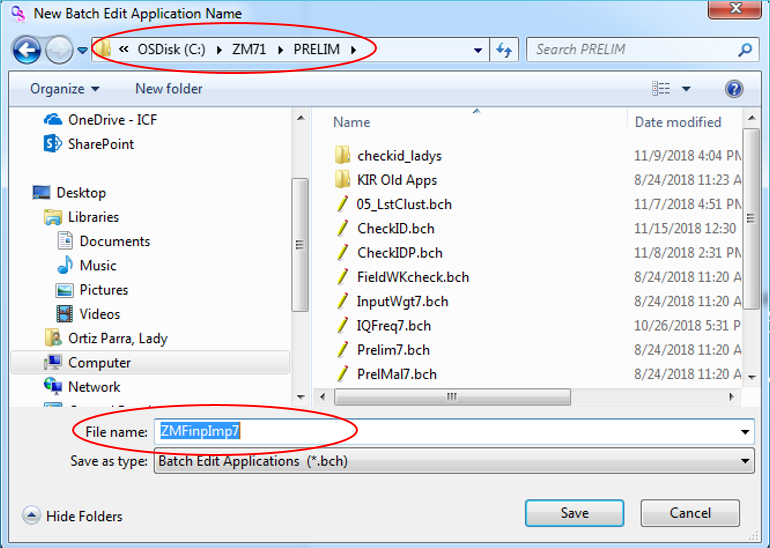 New Batch Edit Application Name
« OSDisk (C:) ▸ ZM71 ▸ PRELIM ▸
Search PRELIM
Organize New folder
Name Date modified
OneDrive - ICF
SharePoint
Desktop
Libraries
Documents
Music
Pictures
Videos
Ortiz Parra, Lady
Computer
Network
checkid_ladys 11/9/2018 4:04 PM
KIR Old Apps 8/24/2018 11:23 A
05_LstClust.bch 11/7/2018 4:51 PM
CheckID.bch 11/15/2018 12:30
CheckIDP.bch 11/8/2018 2:31 PM
FieldWKcheck.bch 8/24/2018 11:20 A
InputWgt7.bch 8/24/2018 11:20 A
IQFreq7.bch 10/26/2018 5:31 P
Prelim7.bch 8/24/2018 11:20 A
PrelMal7.bch 8/24/2018 11:20 A
File name: ZMFinpImp7
Save as type: Batch Edit Applications (*.bch)
Hide Folders
Save Cancel